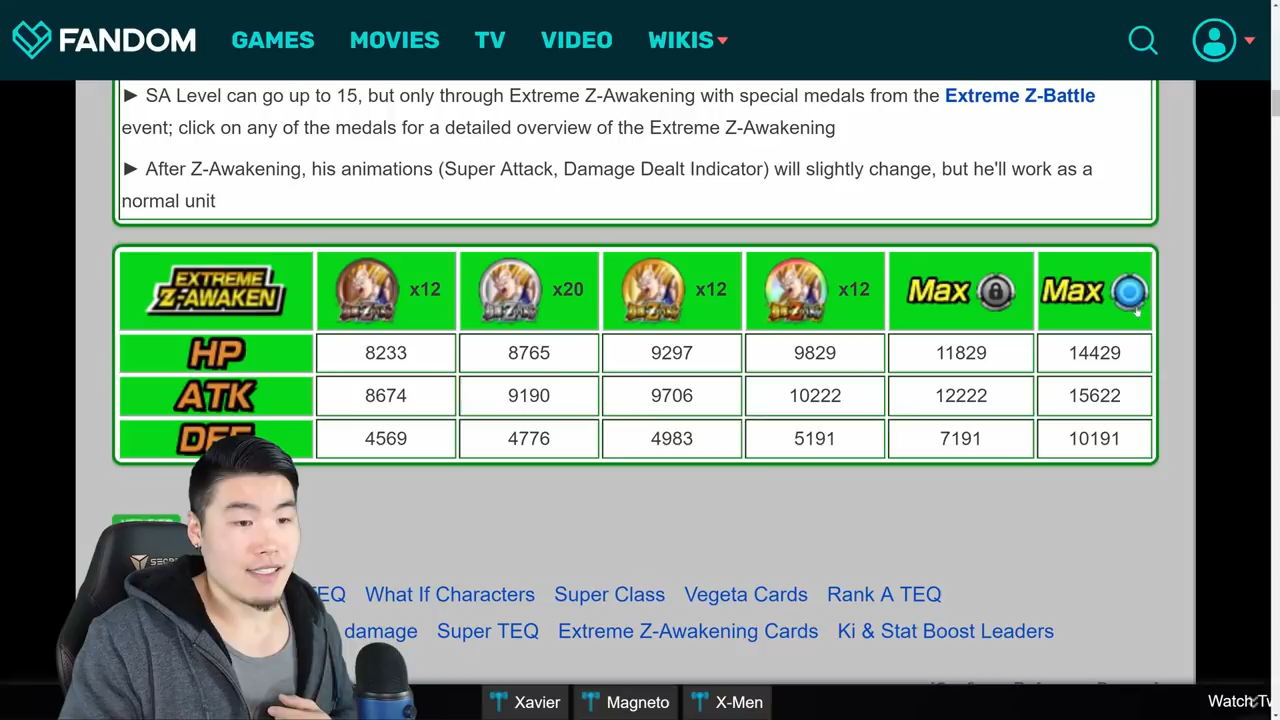 FANDOM GAMES MOVIES TV VIDEO WIKIS
► SA Level can go up to 15, but only through Extreme Z-Awakening with special medals from the Extreme Z-Battle
event; click on any of the medals for a detailed overview of the Extreme Z-Awakening
► After Z-Awakening, his animations (Super Attack, Damage Dealt Indicator) will slightly change, but he'll work as a
normal unit
EXTREME Z-AWAKEN x12 x20 x12 x12 Max Max
HP 8233 8765 9297 9829 11829 14429
ATK 8674 9190 9706 10222 12222 15622
DEF 4569 4776 4983 5191 7191 10191
TEQ What If Characters Super Class Vegeta Cards Rank A TEQ
damage Super TEQ Extreme Z-Awakening Cards Ki & Stat Boost Leaders
Xavier Magneto X-Men Watch